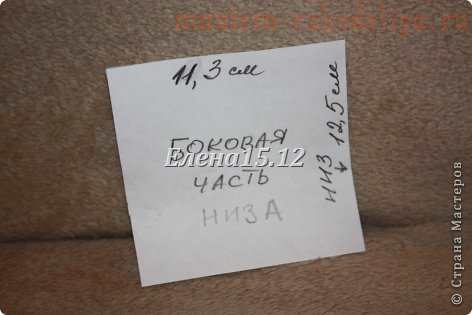 11,3 см
НИЗ 12,5 см
БОКОВАЯ
Елена15.12
ЧАСТЬ
НИЗА
© Страна Мастеров